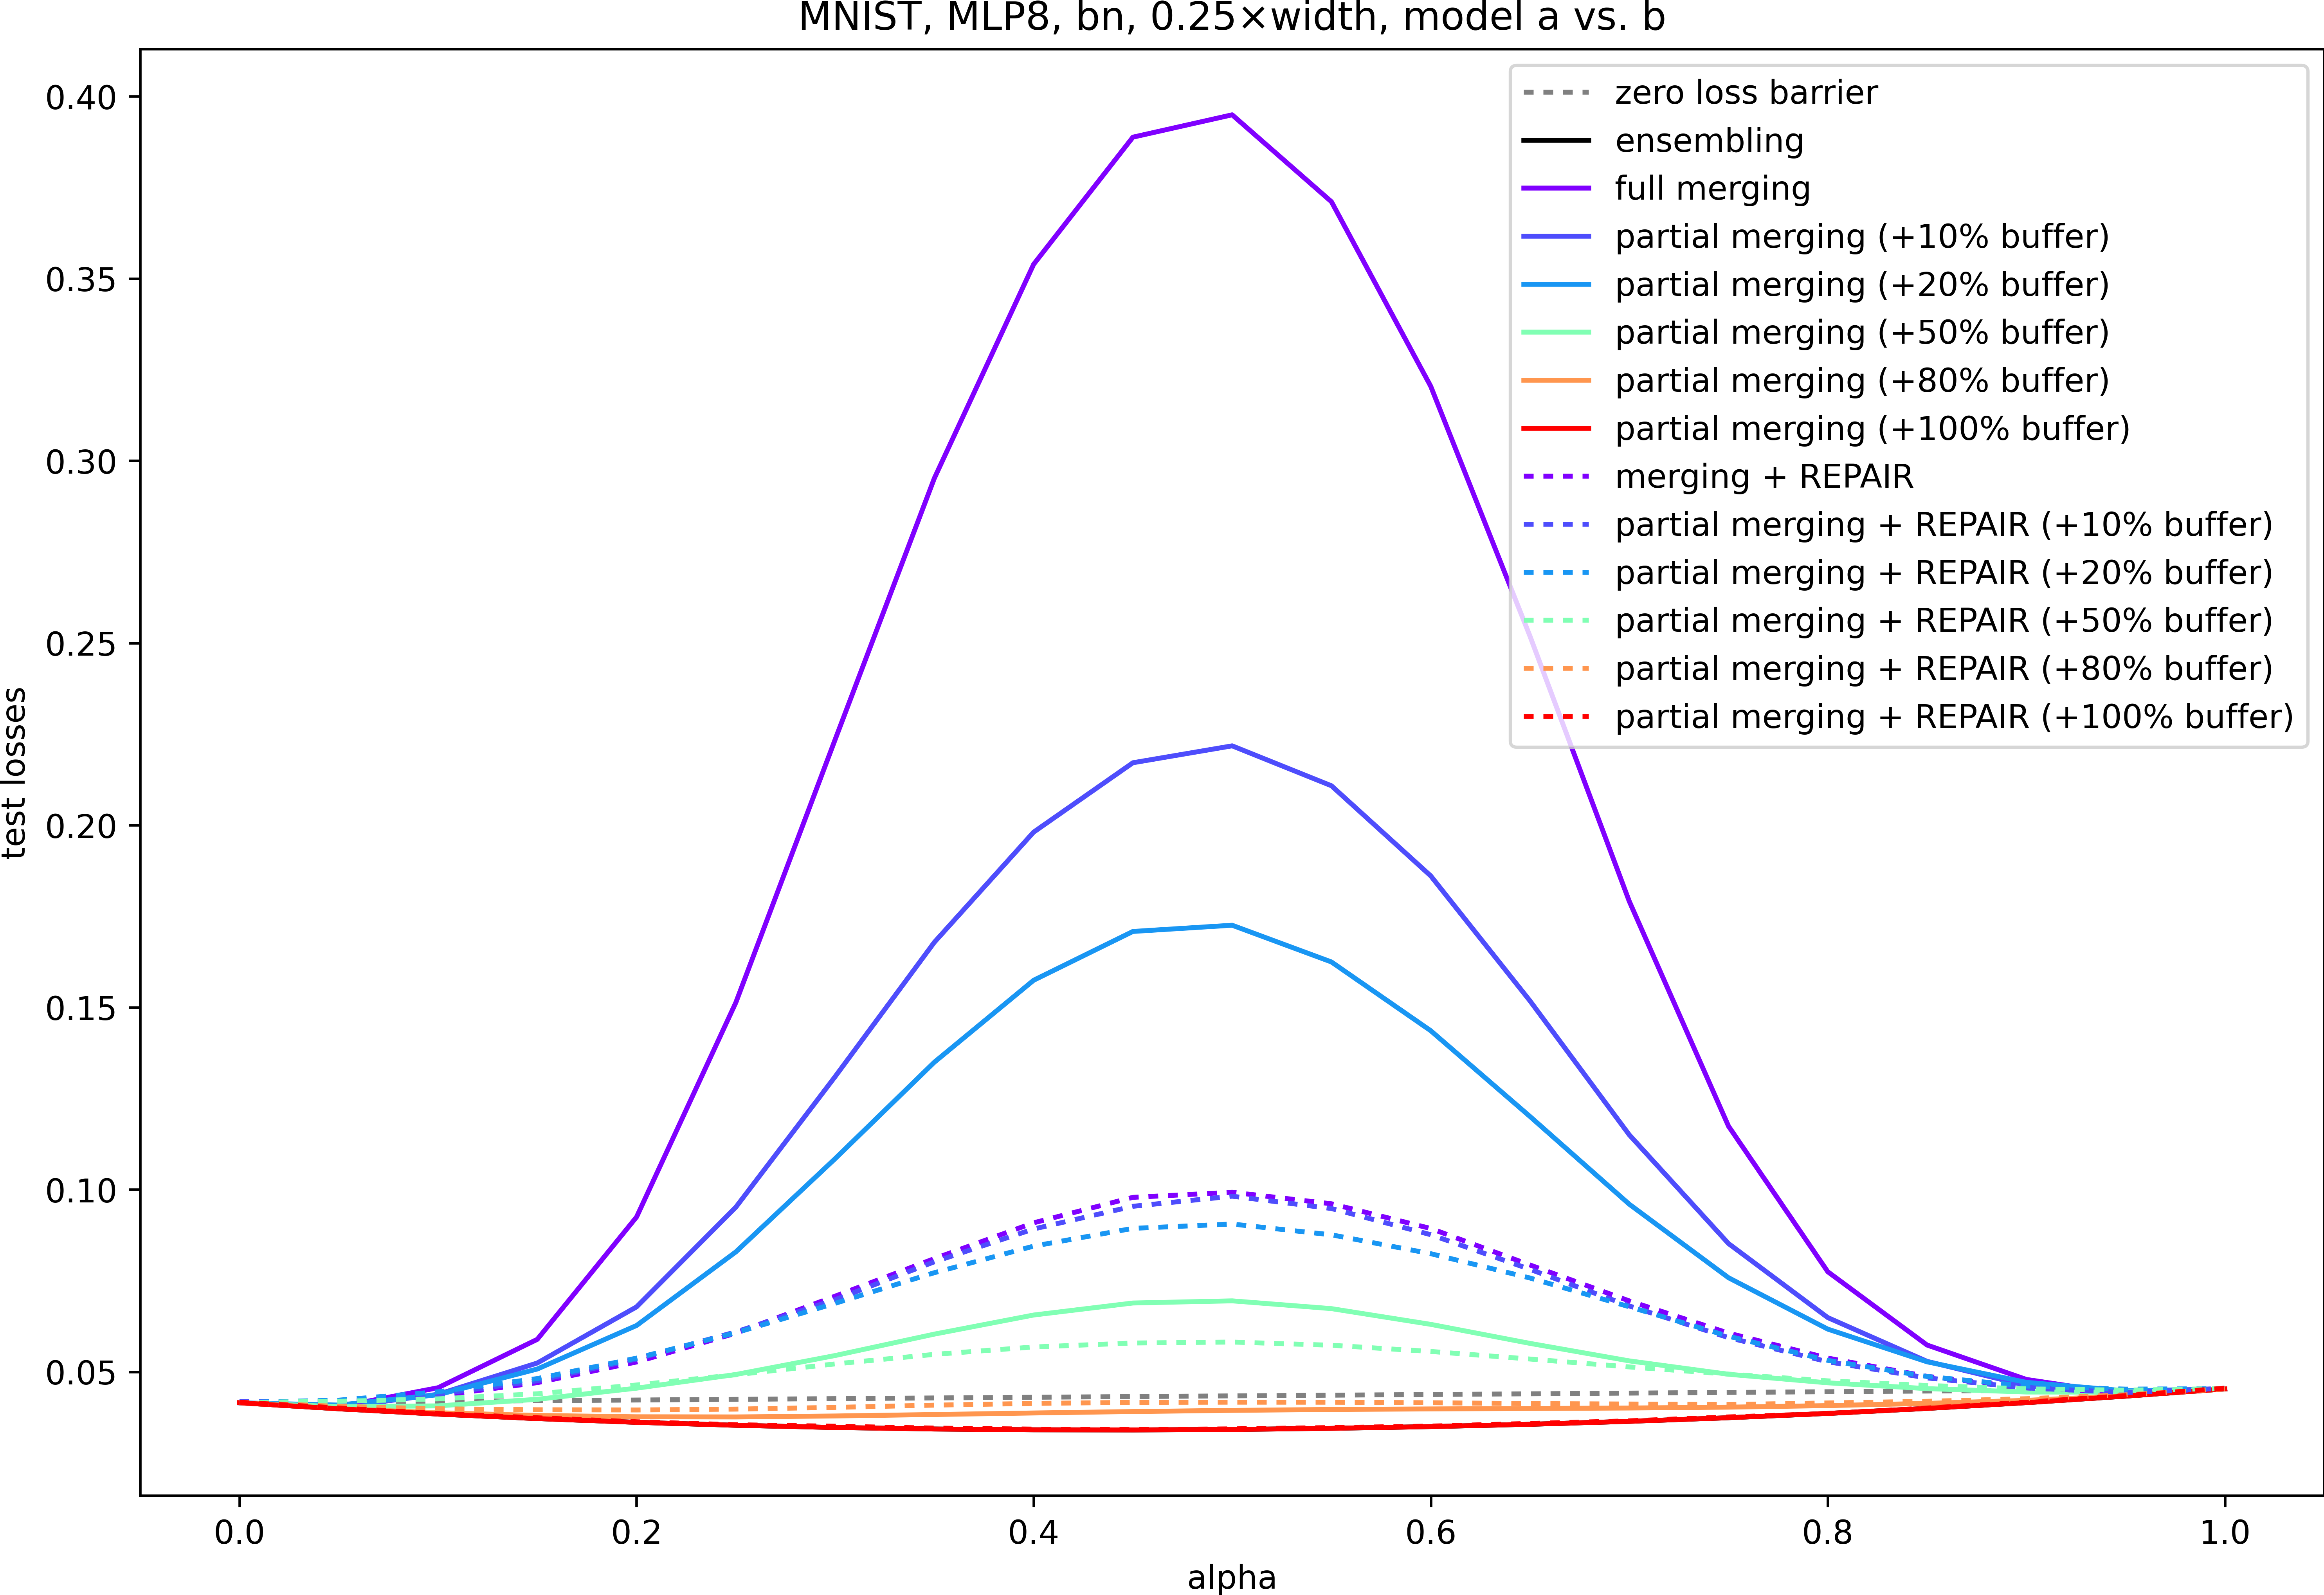 MNIST, MLP8, bn, 0.25×width, model a vs. b
zero loss barrier
ensembling
full merging
partial merging (+10% buffer)
partial merging (+20% buffer)
partial merging (+50% buffer)
partial merging (+80% buffer)
partial merging (+100% buffer)
merging + REPAIR
partial merging + REPAIR (+10% buffer)
partial merging + REPAIR (+20% buffer)
partial merging + REPAIR (+50% buffer)
partial merging + REPAIR (+80% buffer)
partial merging + REPAIR (+100% buffer)
test losses
0.40
0.35
0.30
0.25
0.20
0.15
0.10
0.05
0.0 0.2 0.4 0.6 0.8 1.0
alpha